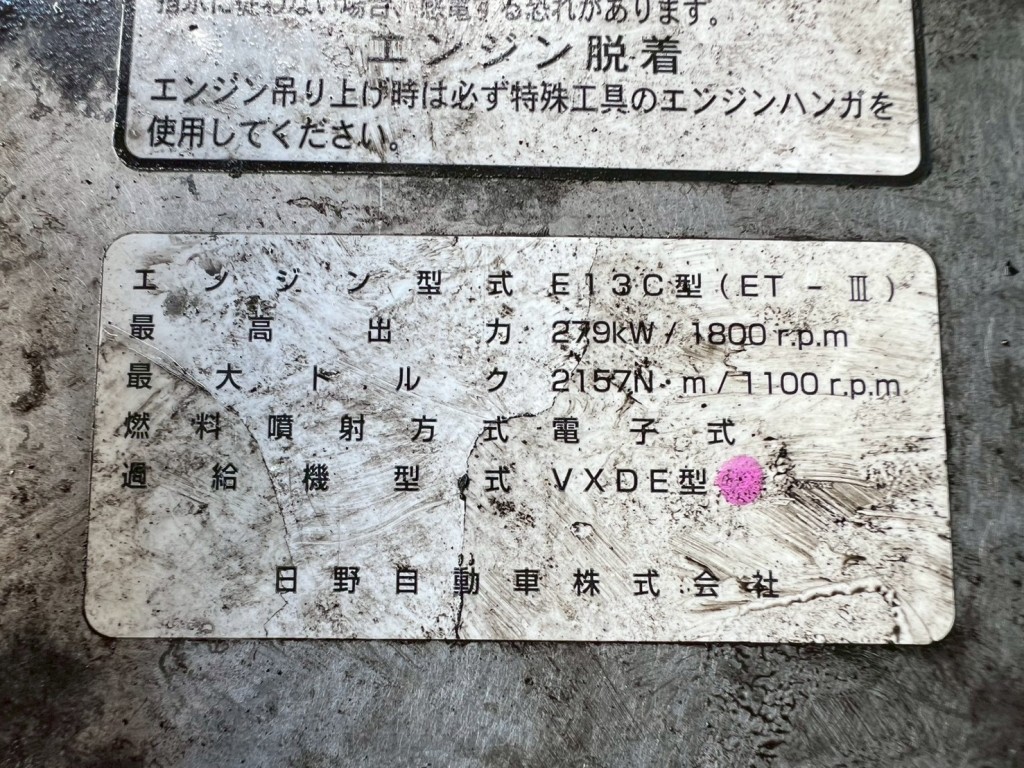 指示に従わない場合、感電する恐れがあります。
エンジン脱着
エンジン吊り上げ時は必ず特殊工具のエンジンハンガを
使用してください。
エンジン型式 E13C型(ET-Ⅲ)
最高出力 279kW/1800r.p.m
最大トルク 2157N·m/1100r.p.m
燃料噴射方式 電子式
過給機型式 VXDE型
日野自動車株式会社